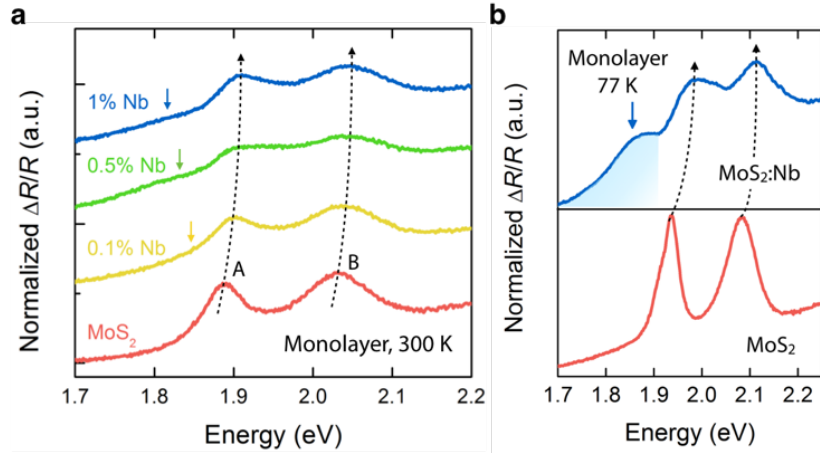 a
Normalized ΔR/R (a.u.)
1% Nb
0.5% Nb
0.1% Nb
MoS₂
A
B
Monolayer, 300 K
1.7 1.8 1.9 2.0 2.1 2.2
Energy (eV)
b
Normalized ΔR/R (a.u.)
Monolayer
77 K
MoS₂:Nb
MoS₂
1.7 1.8 1.9 2.0 2.1 2.2
Energy (eV)